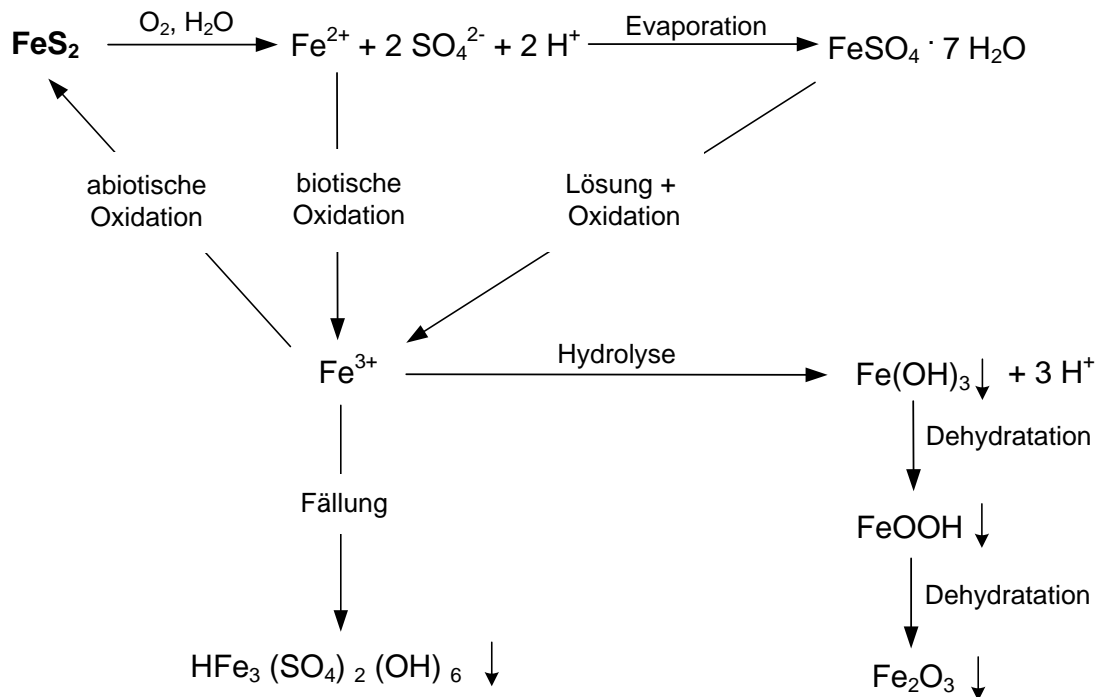 O₂, H₂O
Evaporation
FeS₂
Fe²⁺ + 2 SO₄²⁻ + 2 H⁺
FeSO₄ · 7 H₂O
abiotische
Oxidation
biotische
Oxidation
Lösung +
Oxidation
Hydrolyse
Fe³⁺
Fe(OH)₃ ↓ + 3 H⁺
Dehydratation
Fällung
FeOOH ↓
Dehydratation
HFe₃ (SO₄) ₂ (OH) ₆ ↓
Fe₂O₃ ↓